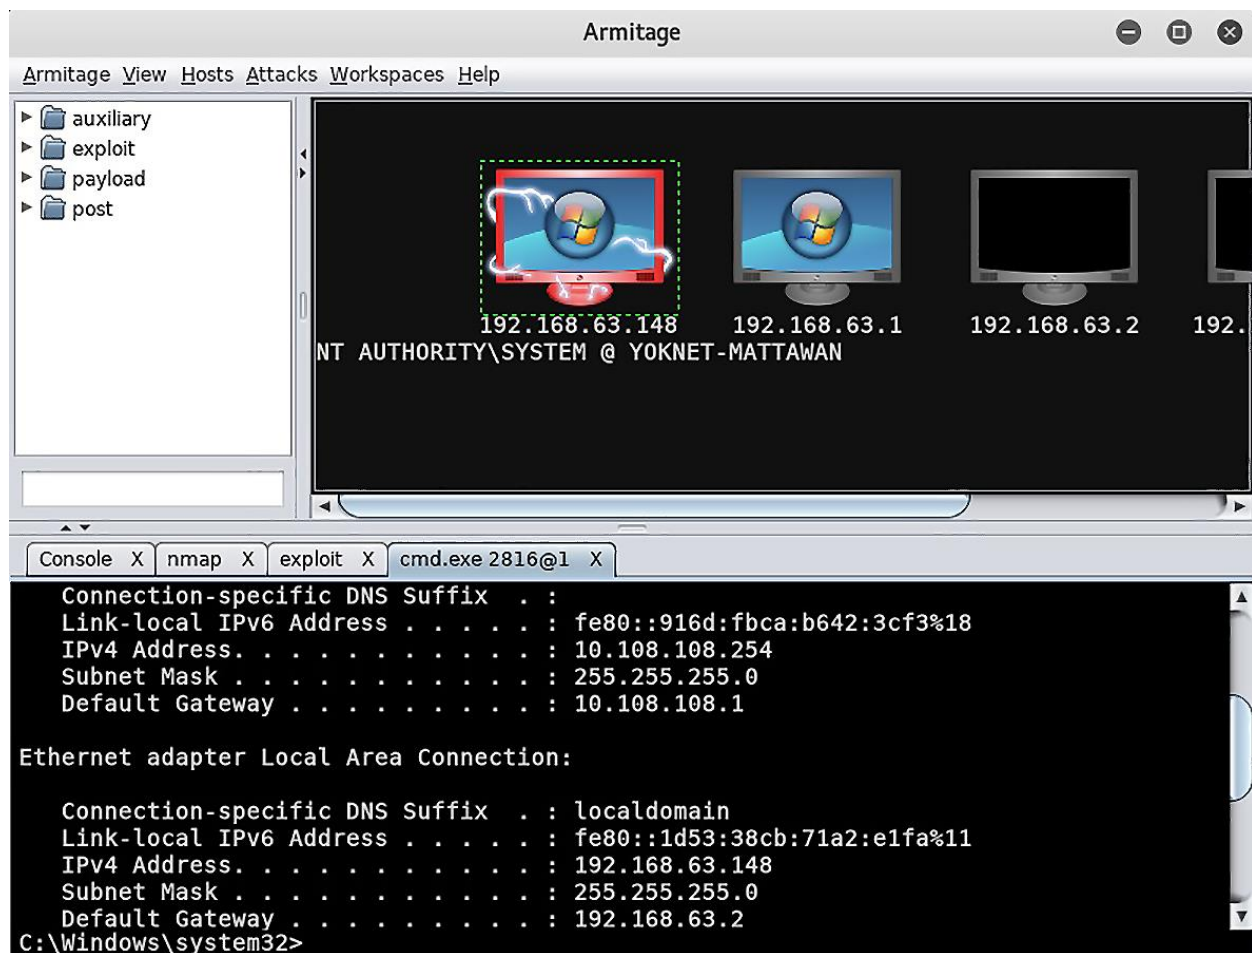 Armitage
Armitage View Hosts Attacks Workspaces Help
auxiliary
exploit
payload
post
192.168.63.148 192.168.63.1 192.168.63.2 192.
NT AUTHORITY\SYSTEM @ YOKNET-MATTAWAN
Console X nmap X exploit X cmd.exe 2816@1 X
Connection-specific DNS Suffix . :
Link-local IPv6 Address . . . . . : fe80::916d:fbca:b642:3cf3%18
IPv4 Address. . . . . . . . . . . : 10.108.108.254
Subnet Mask . . . . . . . . . . . : 255.255.255.0
Default Gateway . . . . . . . . . : 10.108.108.1
Ethernet adapter Local Area Connection:
Connection-specific DNS Suffix . : localdomain
Link-local IPv6 Address . . . . . : fe80::1d53:38cb:71a2:e1fa%11
IPv4 Address. . . . . . . . . . . : 192.168.63.148
Subnet Mask . . . . . . . . . . . : 255.255.255.0
Default Gateway . . . . . . . . . : 192.168.63.2
C:\Windows\system32>